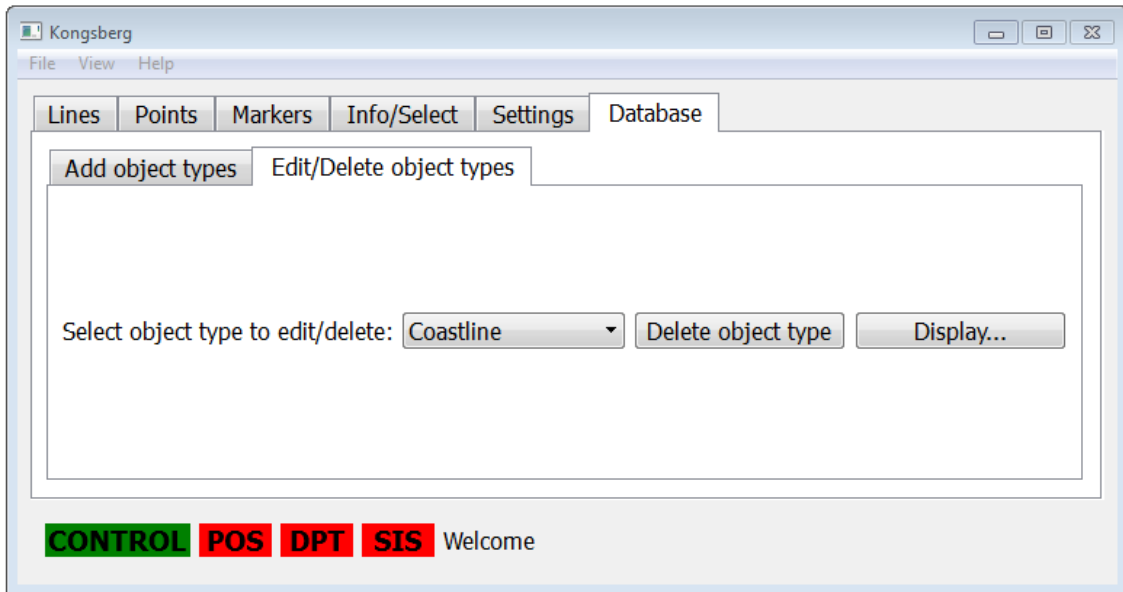 Kongsberg
File View Help
Lines Points Markers Info/Select Settings Database
Add object types Edit/Delete object types
Select object type to edit/delete: Coastline Delete object type Display...
CONTROL POS DPT SIS Welcome